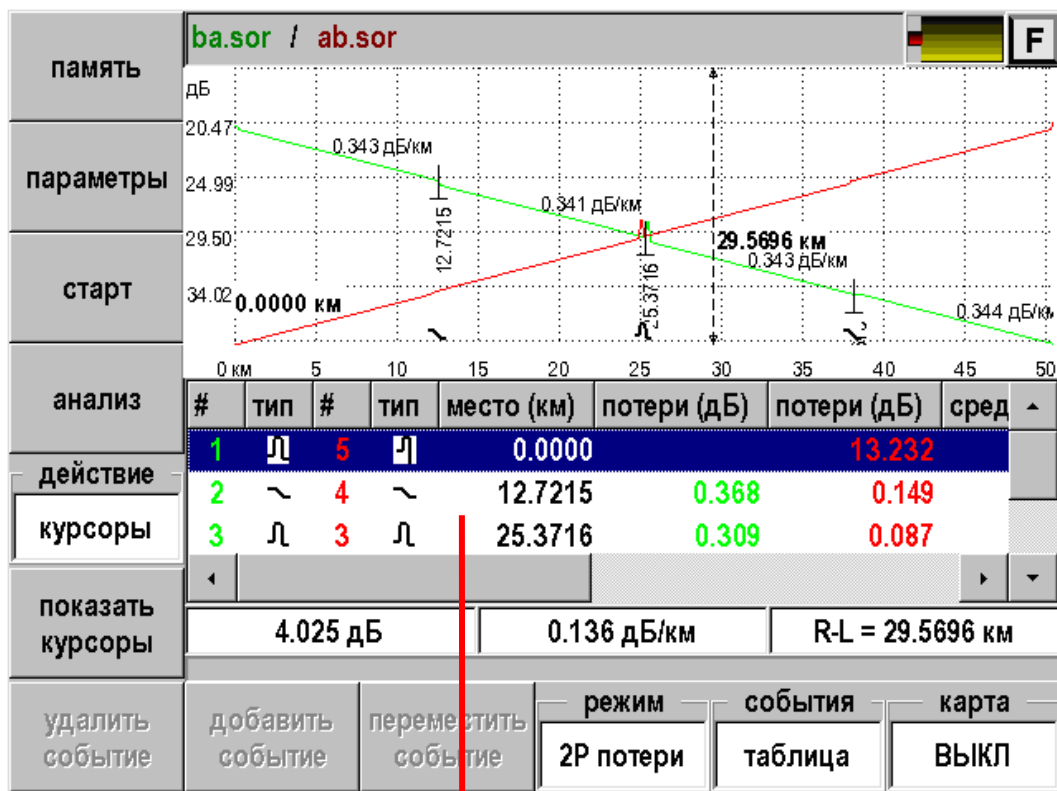 память
параметры
старт
анализ
действие
курсоры
показать
курсоры
удалить
событие
ba.sor / ab.sor
F
дБ
20.47
24.99
29.50
34.02
0.343 дБ/км
0.341 дБ/км
0.343 дБ/км
0.344 дБ/км
12.7215
25.3716
29.5696 км
0.0000 км
0 км 5 10 15 20 25 30 35 40 45 50
# тип # тип место (км) потери (дБ) потери (дБ) сред
1 5 0.0000 13.232
2 4 12.7215 0.368 0.149
3 3 25.3716 0.309 0.087
4.025 дБ 0.136 дБ/км R-L = 29.5696 км
добавить
событие
переместить
событие
режим
2Р потери
события
таблица
карта
ВЫКЛ